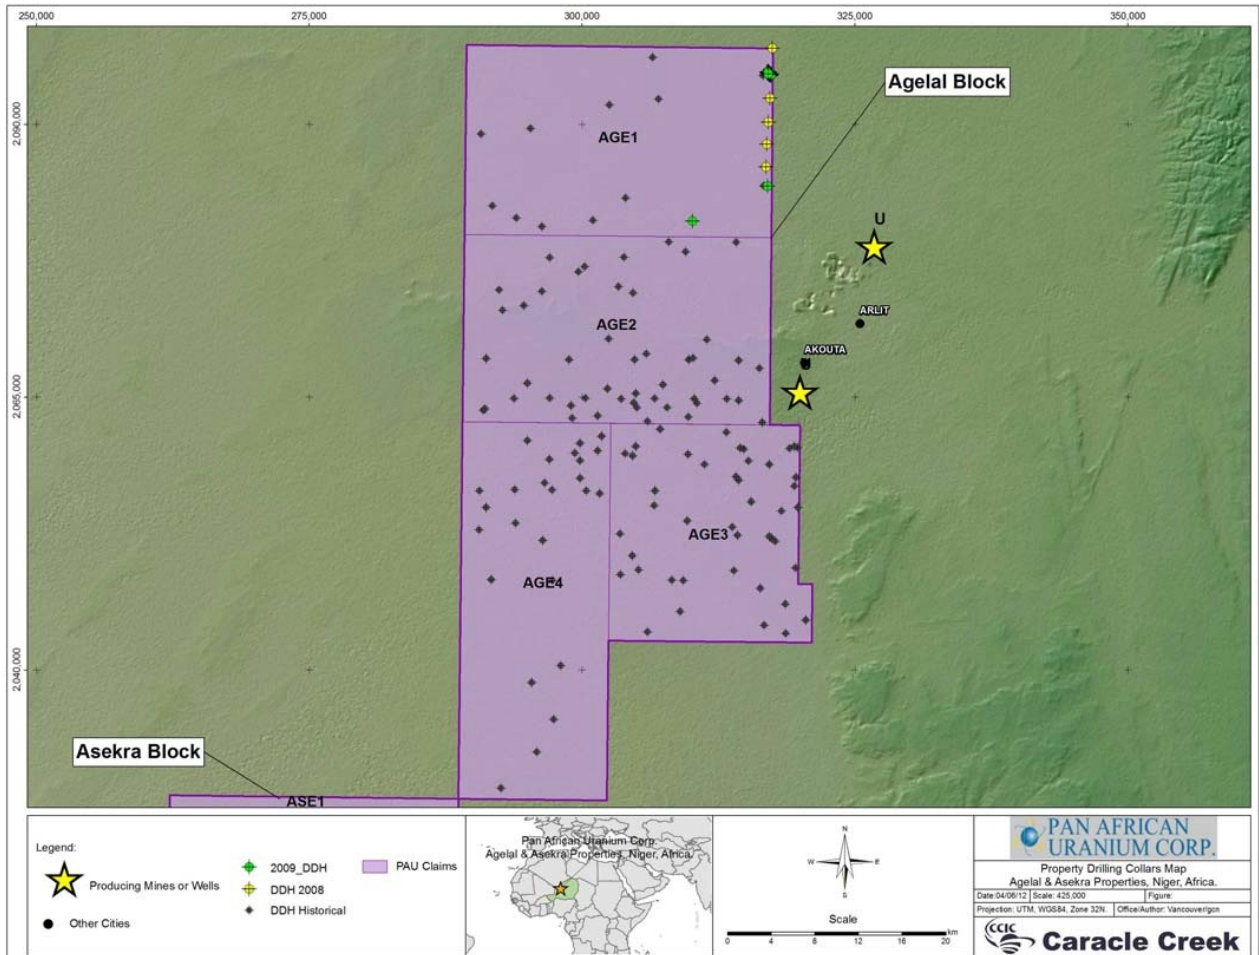 250,000
275,000
300,000
325,000
350,000
2,090,000
2,065,000
2,040,000
Agelal Block
AGE1
U
ARLIT
AGE2
AKOUTA
AGE3
AGE4
Asekra Block
ASE1
Legend:
Producing Mines or Wells
Other Cities
2009_DDH
DDH 2008
DDH Historical
PAU Claims
Pan African Uranium Corp.
Agelal & Asekra Properties, Niger, Africa.
N
W
E
S
Scale
km
0 4 8 12 16 20
PAN AFRICAN
URANIUM CORP.
Property Drilling Collars Map
Agelal & Asekra Properties, Niger, Africa.
Date:04/06/12 Scale: 425,000 Figure:
Projection: UTM, WGS84, Zone 32N. Office/Author: Vancouver/gcn
CCIC
Caracle Creek